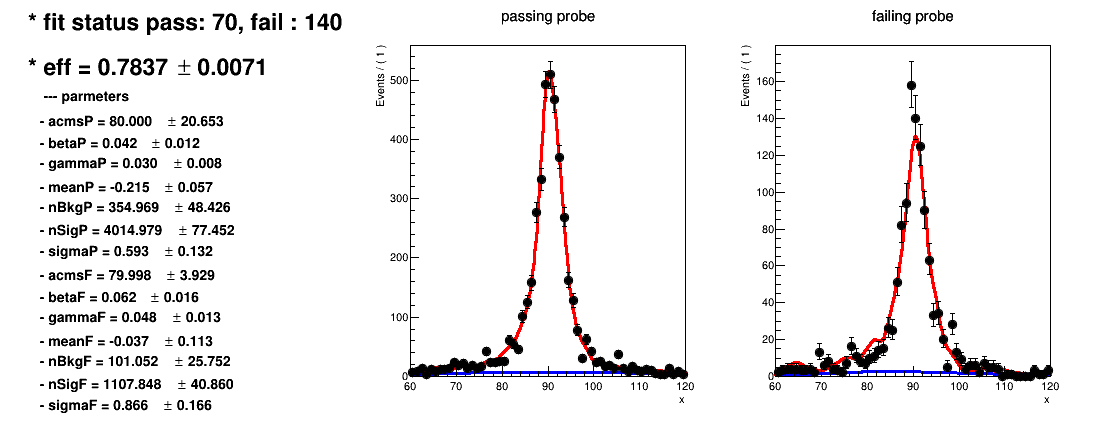 * fit status pass: 70, fail : 140
* eff = 0.7837 ± 0.0071
--- parmeters
- acmsP = 80.000 ± 20.653
- betaP = 0.042 ± 0.012
- gammaP = 0.030 ± 0.008
- meanP = -0.215 ± 0.057
- nBkgP = 354.969 ± 48.426
- nSigP = 4014.979 ± 77.452
- sigmaP = 0.593 ± 0.132
- acmsF = 79.998 ± 3.929
- betaF = 0.062 ± 0.016
- gammaF = 0.048 ± 0.013
- meanF = -0.037 ± 0.113
- nBkgF = 101.052 ± 25.752
- nSigF = 1107.848 ± 40.860
- sigmaF = 0.866 ± 0.166
passing probe
Events / ( 1 )
500
400
300
200
100
0
60 70 80 90 100 110 120
x
failing probe
Events / ( 1 )
160
140
120
100
80
60
40
20
0
60 70 80 90 100 110 120
x